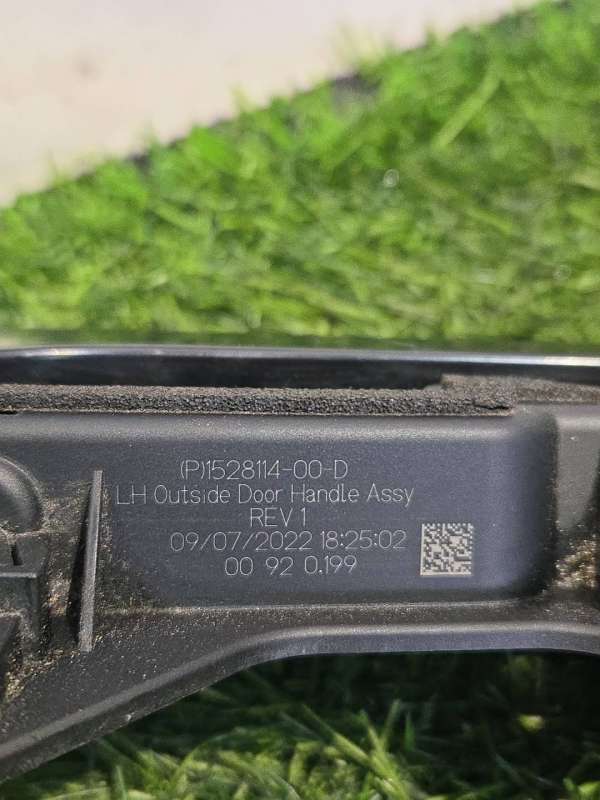 (P)1528114-00-D
LH Outside Door Handle Assy
REV 1
09/07/2022 18:25:02
00 92 0.199